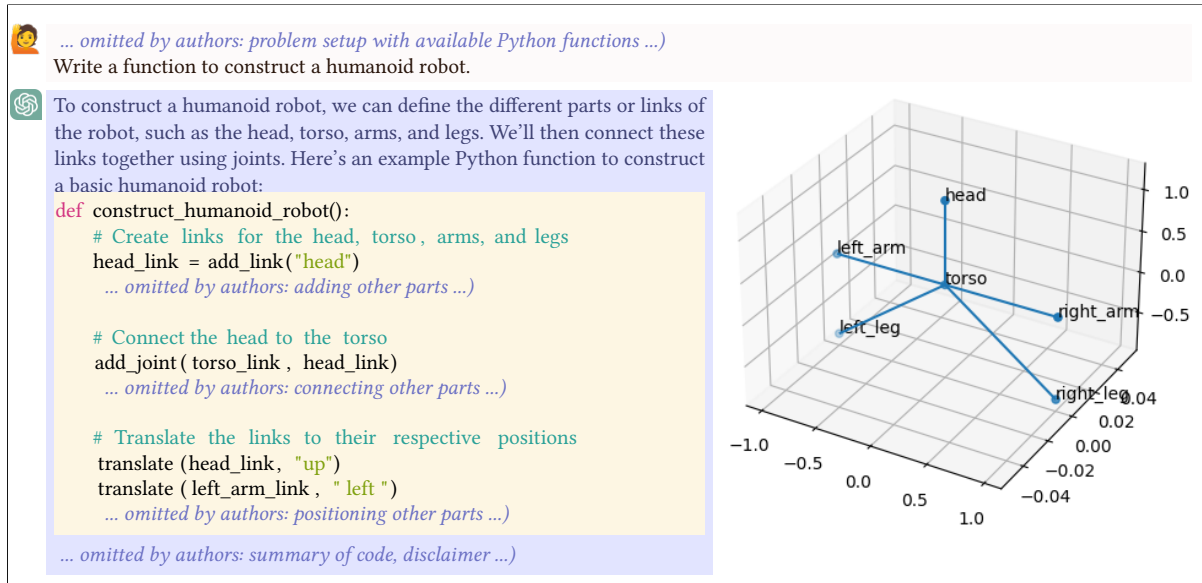 ... omitted by authors: problem setup with available Python functions ...)
Write a function to construct a humanoid robot.
To construct a humanoid robot, we can define the different parts or links of
the robot, such as the head, torso, arms, and legs. We'll then connect these
links together using joints. Here's an example Python function to construct
a basic humanoid robot:
def construct_humanoid_robot():
# Create links for the head, torso, arms, and legs
head_link = add_link("head")
... omitted by authors: adding other parts ...)
# Connect the head to the torso
add_joint(torso_link, head_link)
... omitted by authors: connecting other parts ...)
# Translate the links to their respective positions
translate(head_link, "up")
translate(left_arm_link, "left")
... omitted by authors: positioning other parts ...)
... omitted by authors: summary of code, disclaimer ...)
head
left_arm
torso
left_leg
right_arm
right_leg
1.0
0.5
0.0
−0.5
0.04
0.02
0.00
−0.02
−0.04
−1.0
−0.5
0.0
0.5
1.0